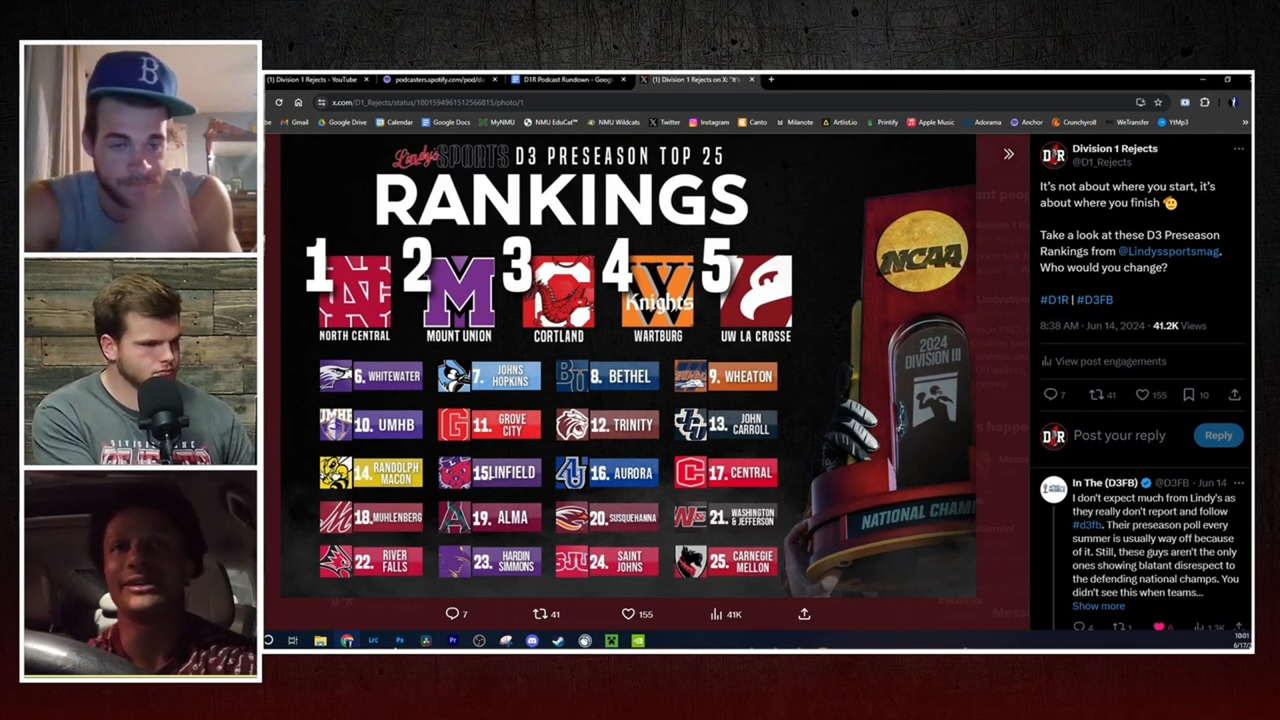 (1) Division 1 Rejects - YouTube
podcasters.spotify.com/pod/da
D1R Podcast Rundown - Googl
(1) Division 1 Rejects on X: "It's
x.com/D1_Rejects/status/1801594961512566815/photo/1
be Gmail Google Drive Calendar Google Docs MyNMU NMU EduCat™ NMU Wildcats Twitter Instagram Canto Milanote Artlist.io Printify Apple Music Adorama Anchor Crunchyroll WeTransfer YtMp3
Lindy's SPORTS D3 PRESEASON TOP 25
RANKINGS
1 2 3 4 5
Knights
NORTH CENTRAL MOUNT UNION CORTLAND WARTBURG UW LA CROSSE
6. WHITEWATER 7. JOHNS HOPKINS 8. BETHEL 9. WHEATON
10. UMHB 11. GROVE CITY 12. TRINITY 13. JOHN CARROLL
14. RANDOLPH MACON 15. LINFIELD 16. AURORA 17. CENTRAL
18. MUHLENBERG 19. ALMA 20. SUSQUEHANNA 21. WASHINGTON & JEFFERSON
22. RIVER FALLS 23. HARDIN SIMMONS 24. SAINT JOHNS 25. CARNEGIE MELLON
NCAA
2024
DIVISION III
NATIONAL CHAM
7 41 155 41K
Division 1 Rejects
@D1_Rejects
It's not about where you start, it's
about where you finish
Take a look at these D3 Preseason
Rankings from @Lindyssportsmag.
Who would you change?
#D1R | #D3FB
8:38 AM · Jun 14, 2024 · 41.2K Views
View post engagements
7 41 155 10
Post your reply
Reply
In The (D3FB) @D3FB · Jun 14
I don't expect much from Lindy's as
they really don't report and follow
#d3fb. Their preseason poll every
summer is usually way off because
of it. Still, these guys aren't the only
ones showing blatant disrespect to
the defending national champs. You
didn't see this when teams...
Show more
10:01
6/17/